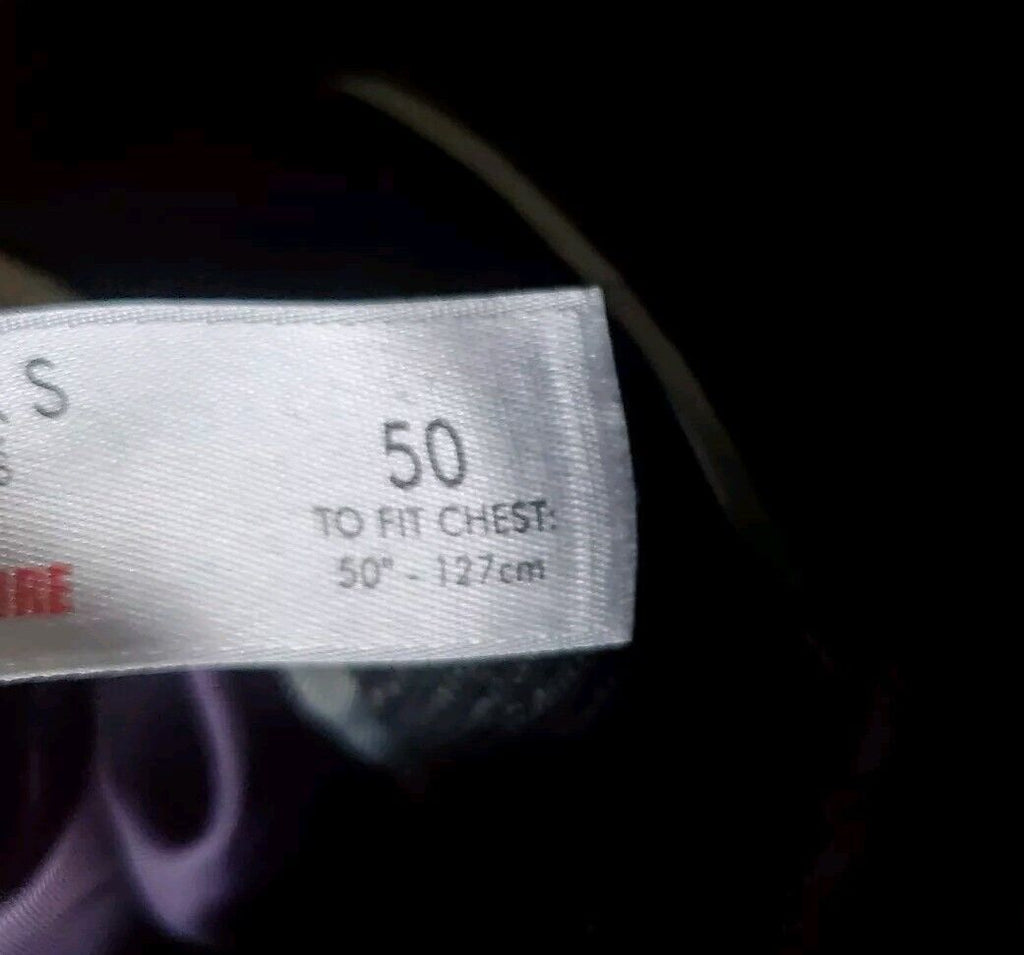 S
50
TO FIT CHEST:
50" - 127cm